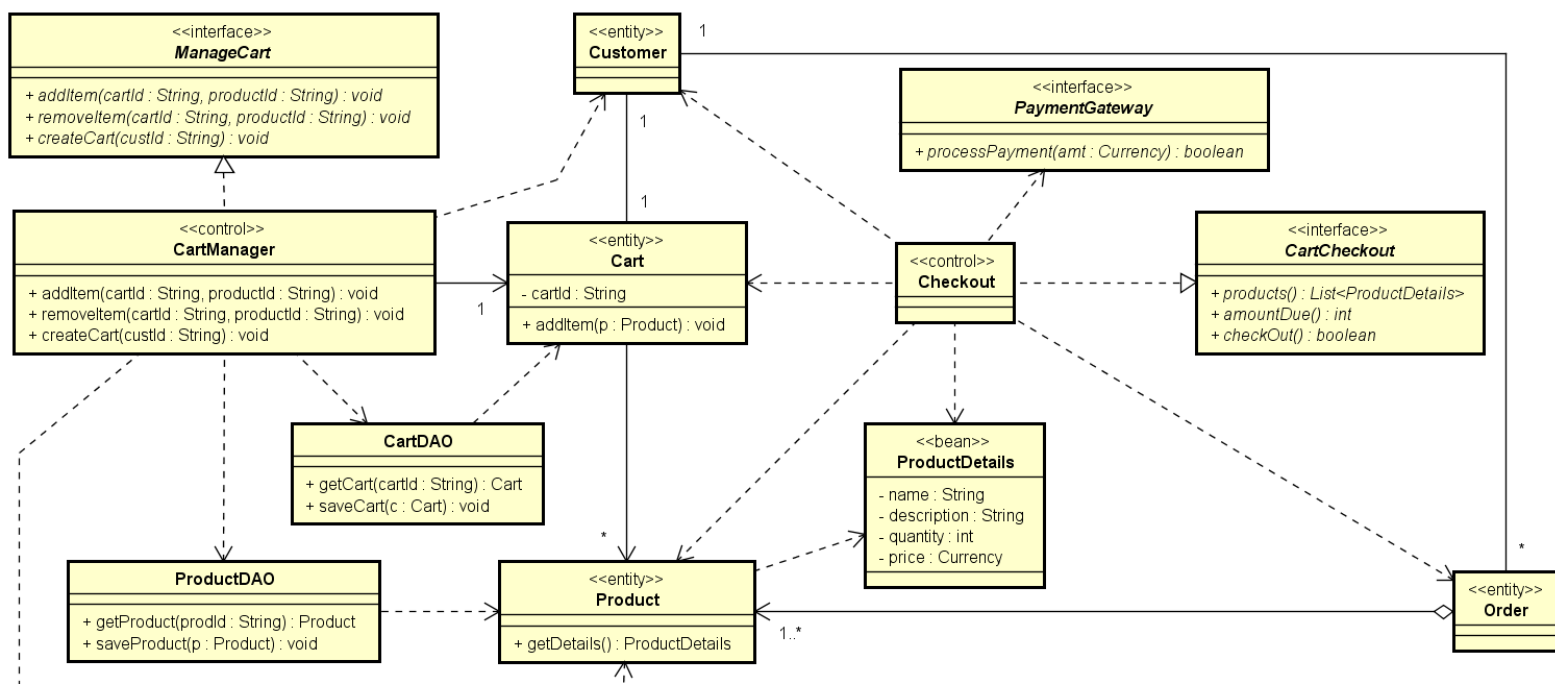 <<interface>>
ManageCart
+ addItem(cartId : String, productId : String) : void
+ removeItem(cartId : String, productId : String) : void
+ createCart(custId : String) : void
<<entity>>
Customer
1
1
1
<<interface>>
PaymentGateway
+ processPayment(amt : Currency) : boolean
<<control>>
CartManager
+ addItem(cartId : String, productId : String) : void
+ removeItem(cartId : String, productId : String) : void
+ createCart(custId : String) : void
1
<<entity>>
Cart
- cartId : String
+ addItem(p : Product) : void
<<control>>
Checkout
<<interface>>
CartCheckout
+ products() : List<ProductDetails>
+ amountDue() : int
+ checkOut() : boolean
CartDAO
+ getCart(cartId : String) : Cart
+ saveCart(c : Cart) : void
<<bean>>
ProductDetails
- name : String
- description : String
- quantity : int
- price : Currency
*
*
ProductDAO
+ getProduct(prodId : String) : Product
+ saveProduct(p : Product) : void
<<entity>>
Product
+ getDetails() : ProductDetails
1..*
<<entity>>
Order